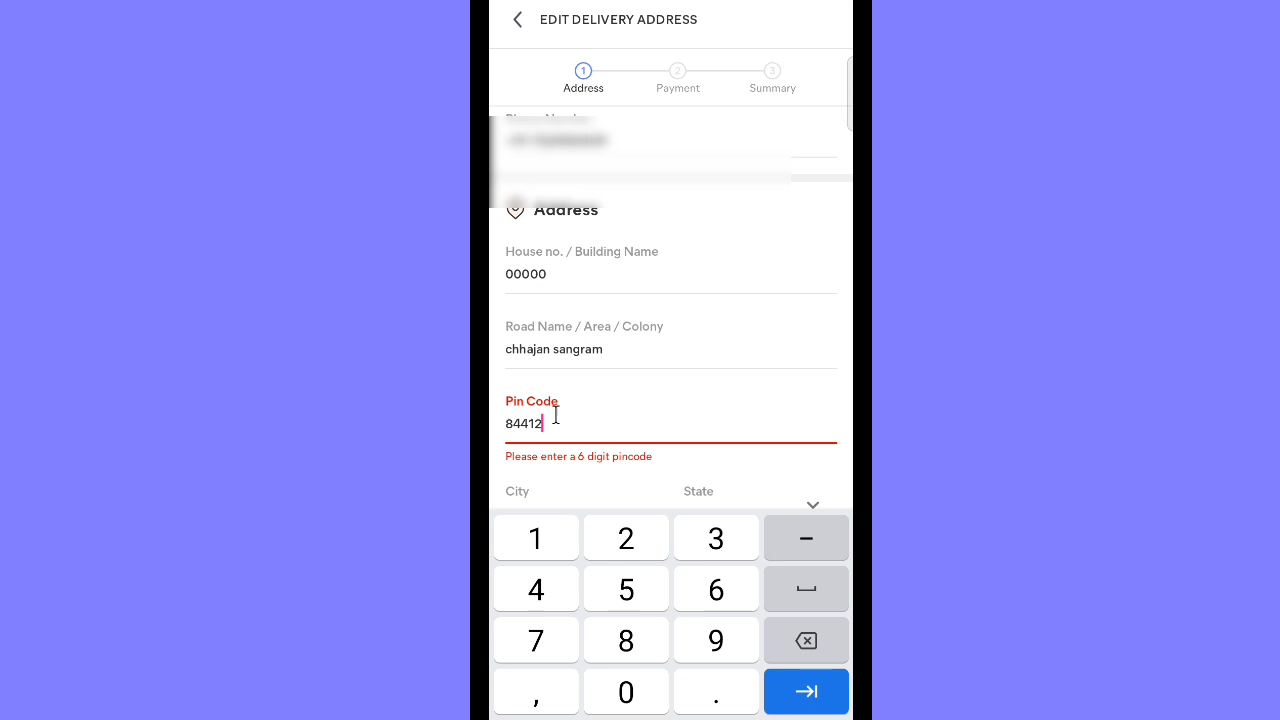 EDIT DELIVERY ADDRESS
1 2 3
Address Payment Summary
Address
House no. / Building Name
00000
Road Name / Area / Colony
chhajan sangram
Pin Code
84412
Please enter a 6 digit pincode
City State
1 2 3 -
4 5 6
7 8 9
, 0 .